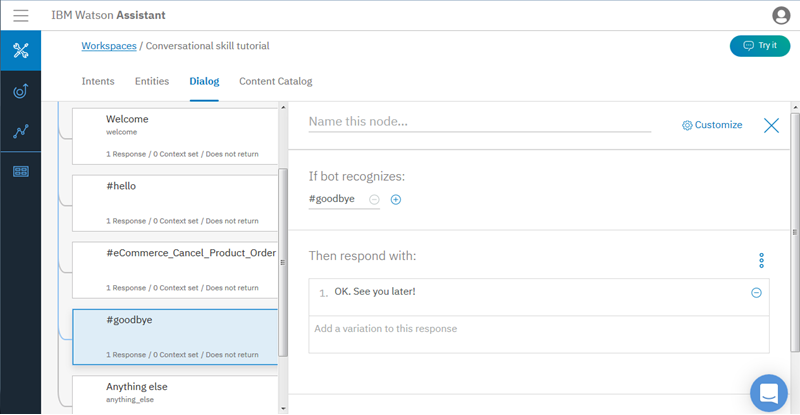 IBM Watson Assistant
Workspaces / Conversational skill tutorial
Try it
Intents Entities Dialog Content Catalog
Welcome
welcome
1 Response / 0 Context set / Does not return
#hello
1 Response / 0 Context set / Does not return
#eCommerce_Cancel_Product_Order
1 Response / 0 Context set / Does not return
#goodbye
1 Response / 0 Context set / Does not return
Anything else
anything_else
Name this node...
Customize
If bot recognizes:
#goodbye
Then respond with:
1. OK. See you later!
Add a variation to this response